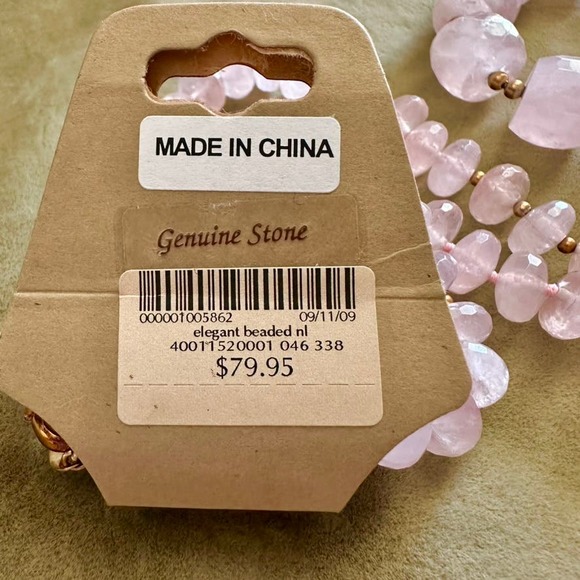 MADE IN CHINA
Genuine Stone
000001005862 09/11/09
elegant beaded nl
40011520001 046 338
$79.95